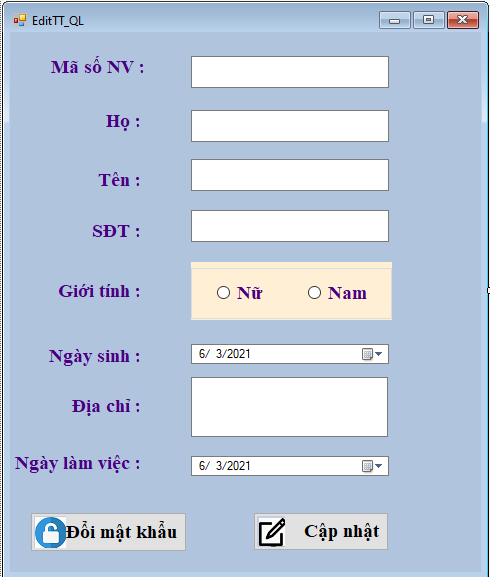 EditTT_QL
Mã số NV :
Họ :
Tên :
SĐT :
Giới tính : Nữ Nam
Ngày sinh : 6/ 3/2021
Địa chỉ :
Ngày làm việc : 6/ 3/2021
Đổi mật khẩu Cập nhật